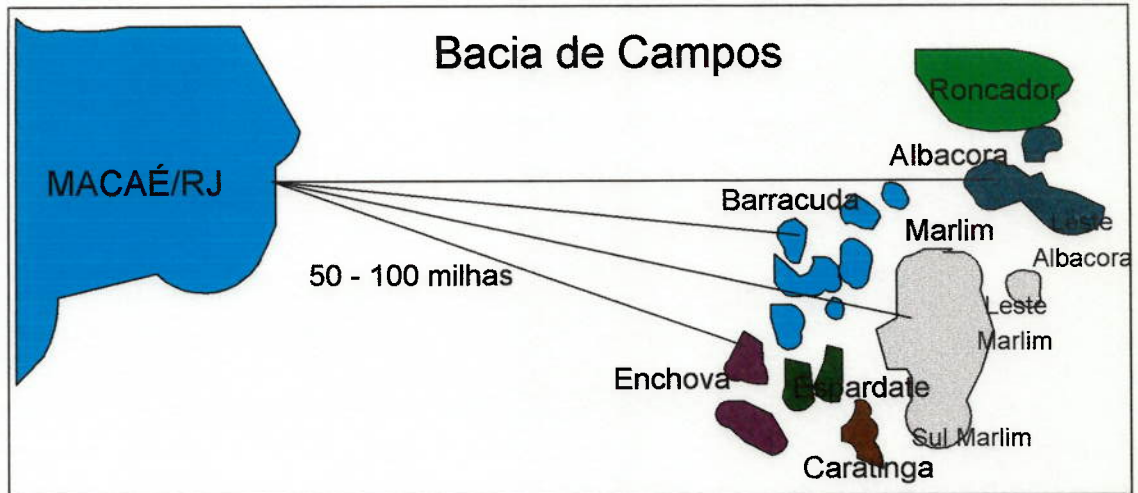 Bacia de Campos
Roncador
MACAÉ/RJ
Albacora
Barracuda
Leste
Albacora
Marlim
50 - 100 milhas
Leste
Marlim
Enchova
Espardate
Sul Marlim
Caratinga